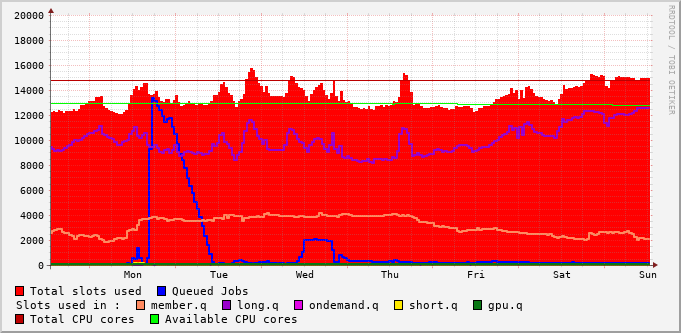 20000
18000
16000
14000
12000
10000
8000
6000
4000
2000
0
Mon Tue Wed Thu Fri Sat Sun
RRDTOOL / TOBI OETIKER
Total slots used Queued Jobs
Slots used in : member.q long.q ondemand.q short.q gpu.q
Total CPU cores Available CPU cores